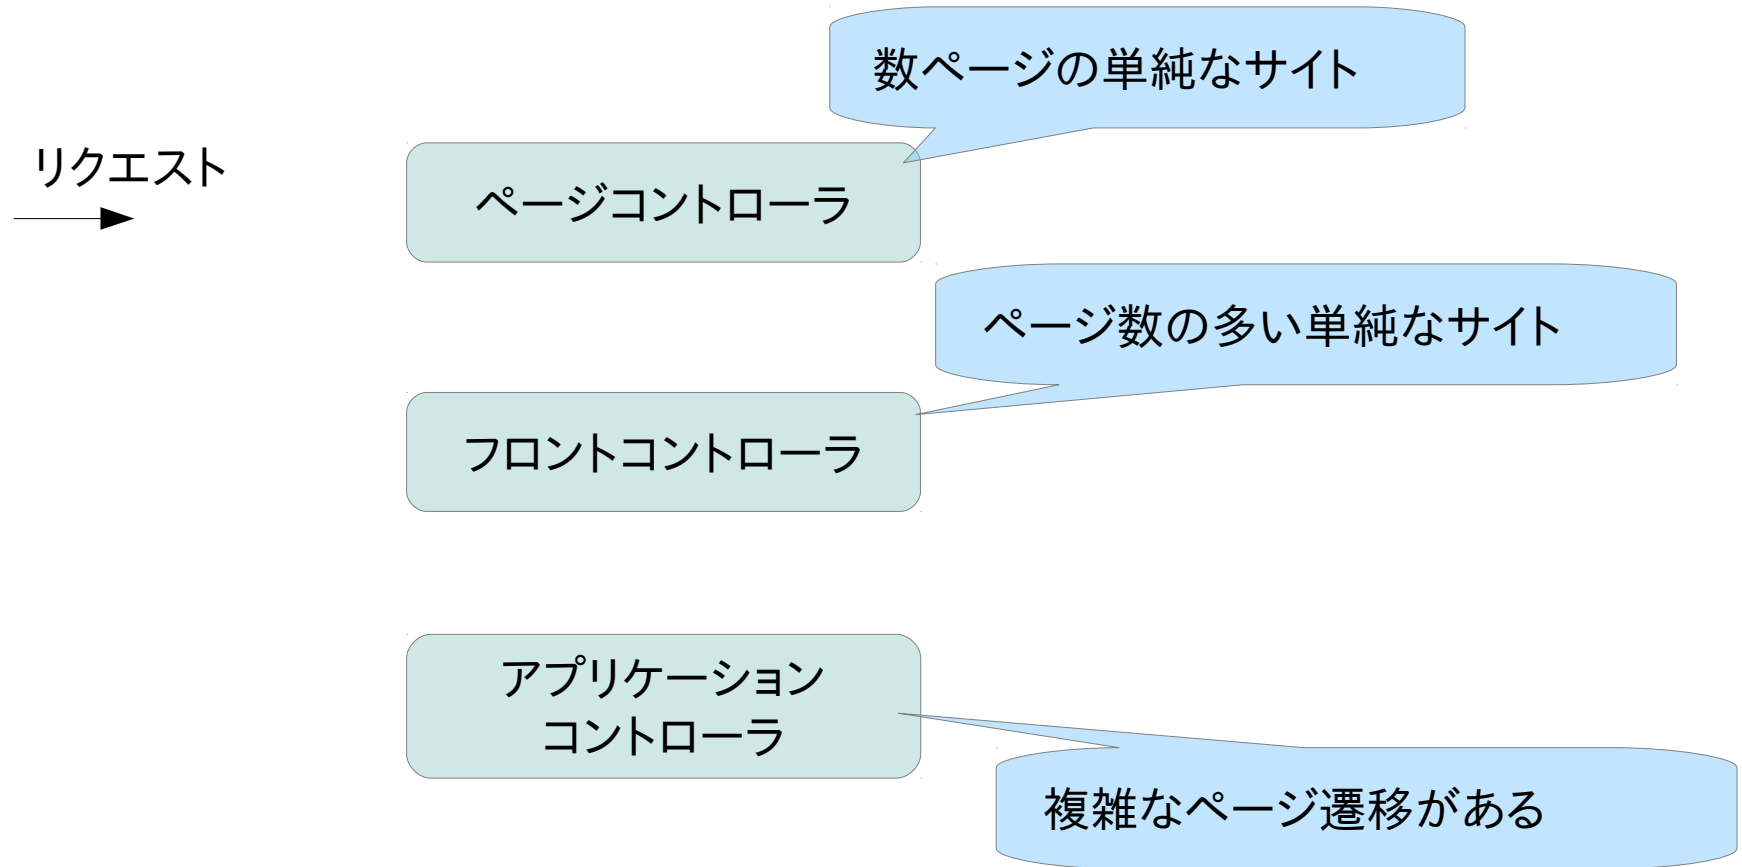 数ページの単純なサイト
リクエスト
ページコントローラ
ページ数の多い単純なサイト
フロントコントローラ
アプリケーション
コントローラ
複雑なページ遷移がある